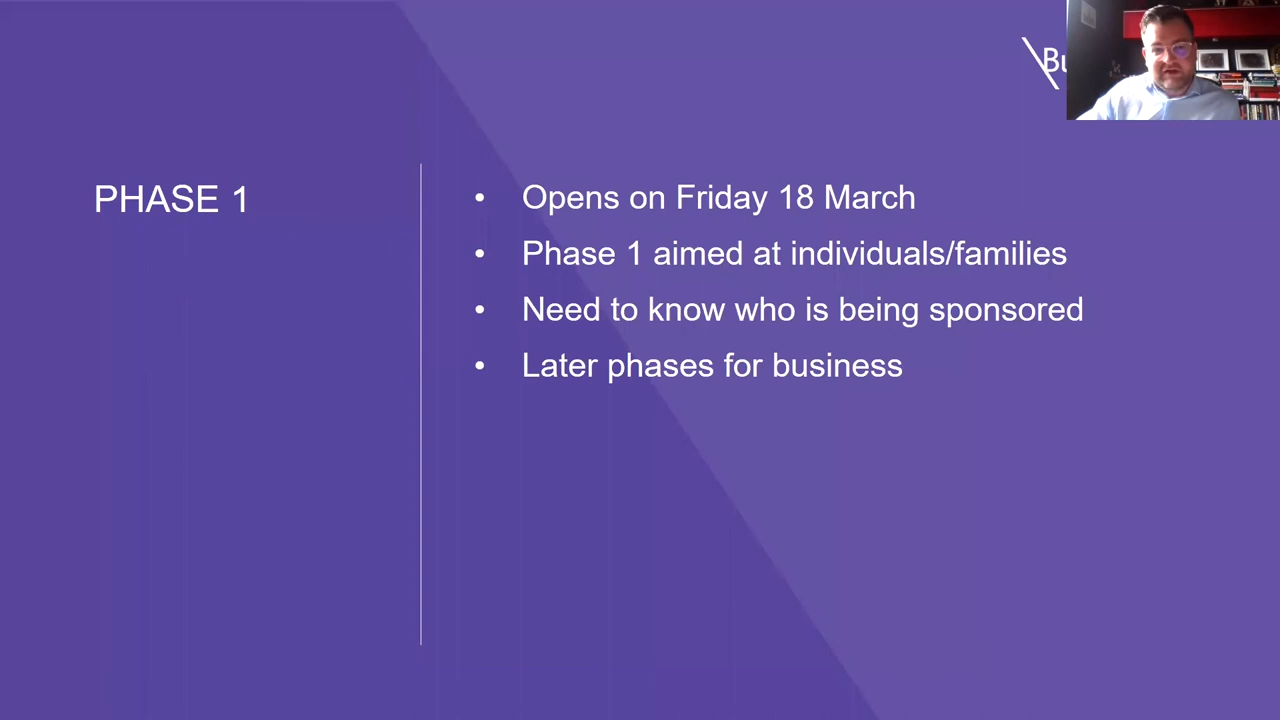 PHASE 1
• Opens on Friday 18 March
• Phase 1 aimed at individuals/families
• Need to know who is being sponsored
• Later phases for business